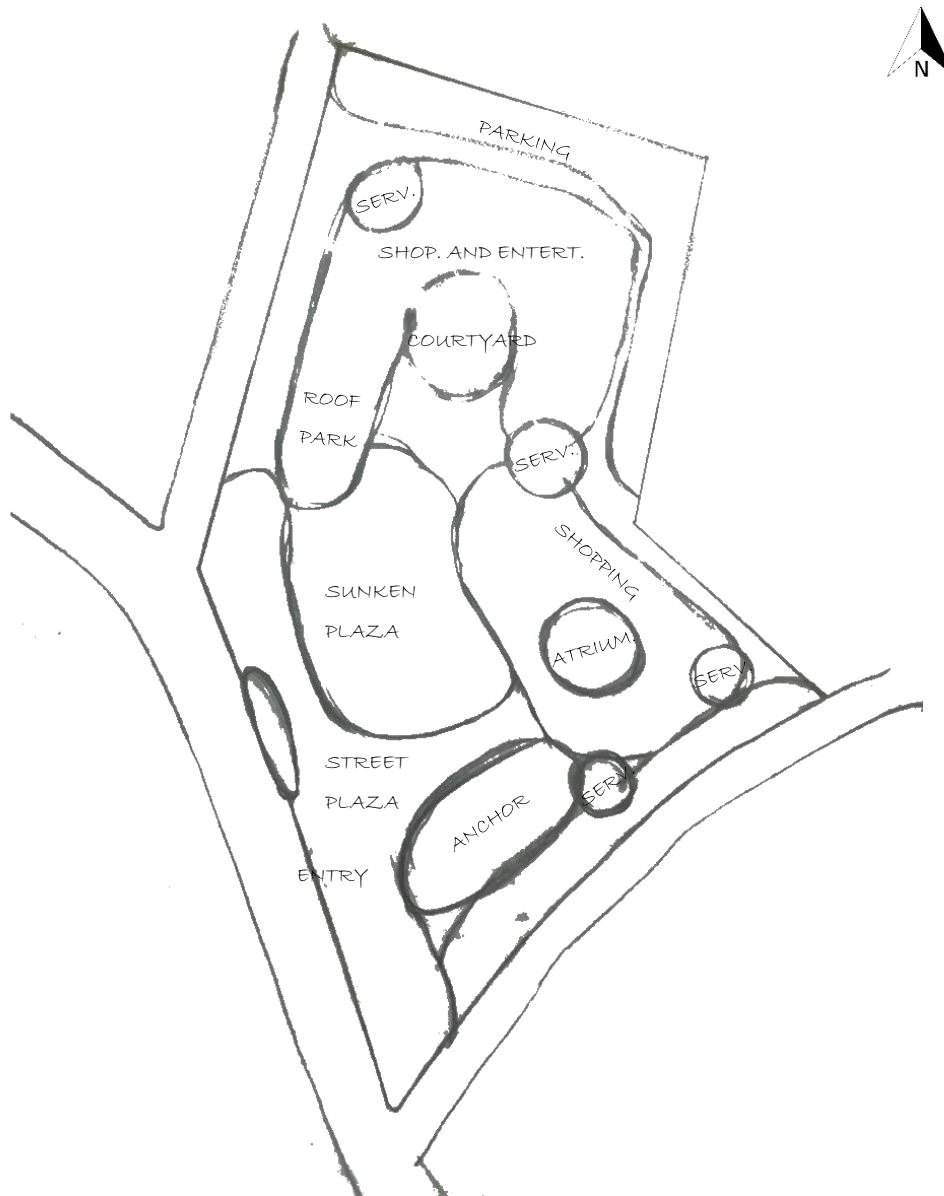 N
PARKING
SERV.
SHOP. AND ENTERT.
COURTYARD
ROOF
PARK
SERV.
SHOPPING
SUNKEN
PLAZA
ATRIUM.
SERV.
STREET
PLAZA
SERV.
ANCHOR
ENTRY